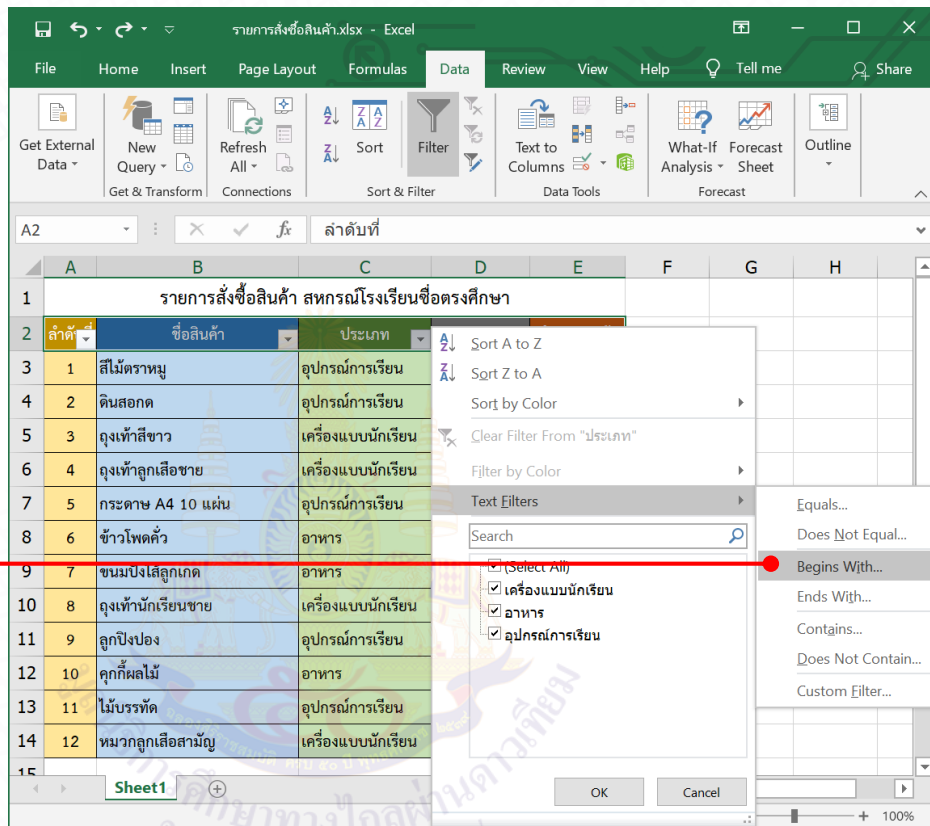 รายการสั่งซื้อสินค้า.xlsx - Excel
File Home Insert Page Layout Formulas Data Review View Help Tell me Share
Get External Data
New Query
Refresh All
Sort
Filter
Text to Columns
What-If Analysis
Forecast Sheet
Outline
Get & Transform Connections Sort & Filter Data Tools Forecast
A2 fx ลำดับที่
A B C D E F G H
1 รายการสั่งซื้อสินค้า สหกรณ์โรงเรียนซื่อตรงศึกษา
2 ลำดับที่ ชื่อสินค้า ประเภท
3 1 สีไม้ตราหมู อุปกรณ์การเรียน
4 2 ดินสอกด อุปกรณ์การเรียน
5 3 ถุงเท้าสีขาว เครื่องแบบนักเรียน
6 4 ถุงเท้าลูกเสือชาย เครื่องแบบนักเรียน
7 5 กระดาษ A4 10 แผ่น อุปกรณ์การเรียน
8 6 ข้าวโพดคั่ว อาหาร
9 7 ขนมปังไส้ลูกเกด อาหาร
10 8 ถุงเท้านักเรียนชาย เครื่องแบบนักเรียน
11 9 ลูกปิงปอง อุปกรณ์การเรียน
12 10 คุกกี้ผลไม้ อาหาร
13 11 ไม้บรรทัด อุปกรณ์การเรียน
14 12 หมวกลูกเสือสามัญ เครื่องแบบนักเรียน
15
Sort A to Z
Sort Z to A
Sort by Color
Clear Filter From "ประเภท"
Filter by Color
Text Filters
Search
(Select All)
เครื่องแบบนักเรียน
อาหาร
อุปกรณ์การเรียน
OK Cancel
Equals...
Does Not Equal...
Begins With...
Ends With...
Contains...
Does Not Contain...
Custom Filter...
Sheet1
100%